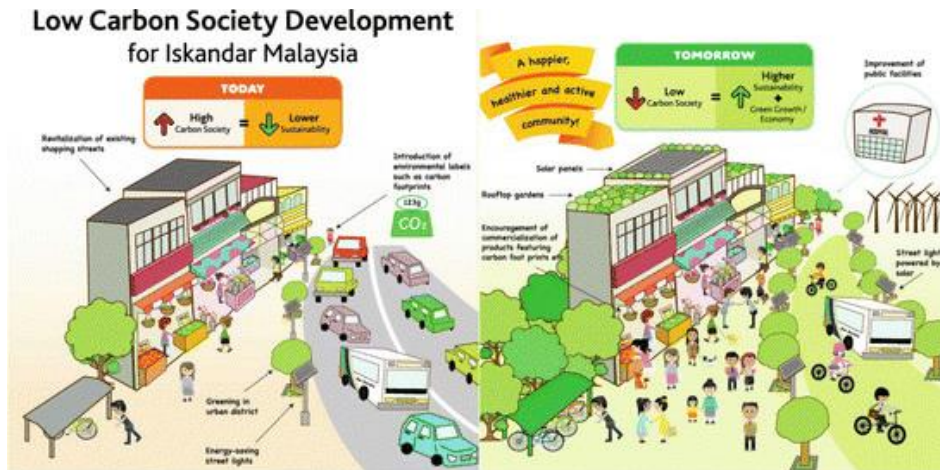 Low Carbon Society Development
for Iskandar Malaysia
TODAY
High
Carbon Society
=
Lower
Sustainability
Revitalization of existing
shopping streets
Introduction of
environmental labels
such as carbon
footprints
123g
CO₂
Greening in
urban district
Energy-saving
street lights
A happier,
healthier and active
community!
TOMORROW
Low
Carbon Society
=
Higher
Sustainability
+
Green Growth/
Economy
Improvement of
public facilities
HOSPITAL
Solar panels
Rooftop gardens
Encouragement of
commercialization of
products featuring
carbon foot prints etc
Street light
powered by
solar